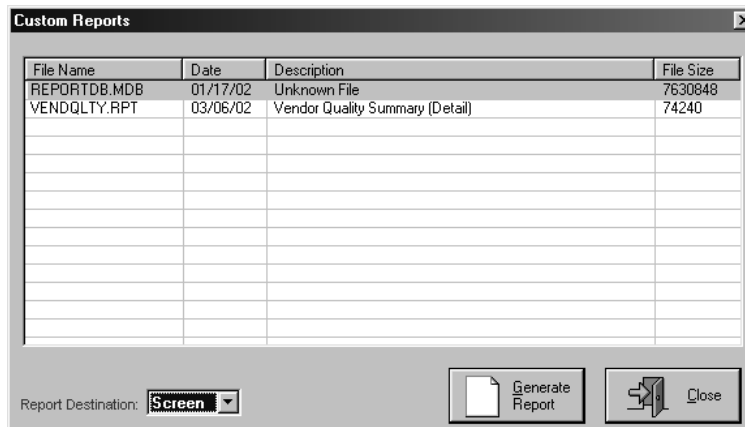 Custom Reports
File Name Date Description File Size
REPORTDB.MDB 01/17/02 Unknown File 7630848
VENDQLTY.RPT 03/06/02 Vendor Quality Summary (Detail) 74240
Report Destination: Screen
Generate
Report
Close